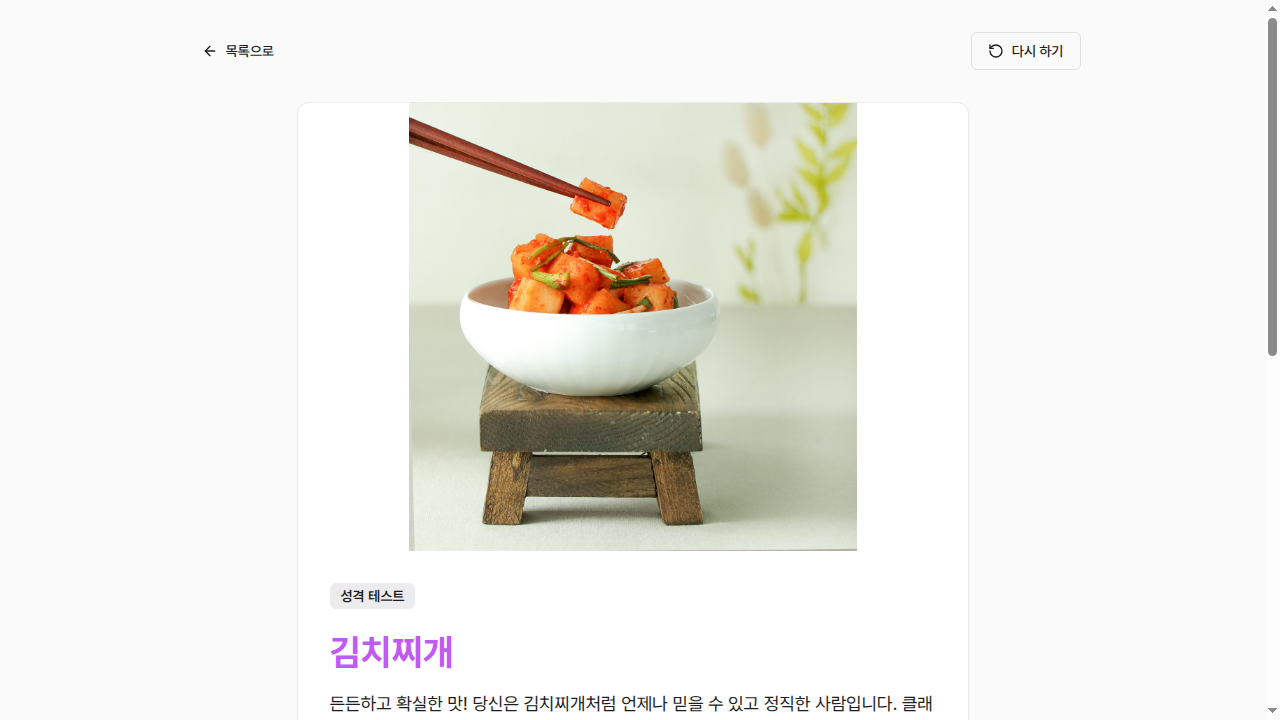 목록으로
다시 하기
성격 테스트
김치찌개
든든하고 확실한 맛! 당신은 김치찌개처럼 언제나 믿을 수 있고 정직한 사람입니다. 클래